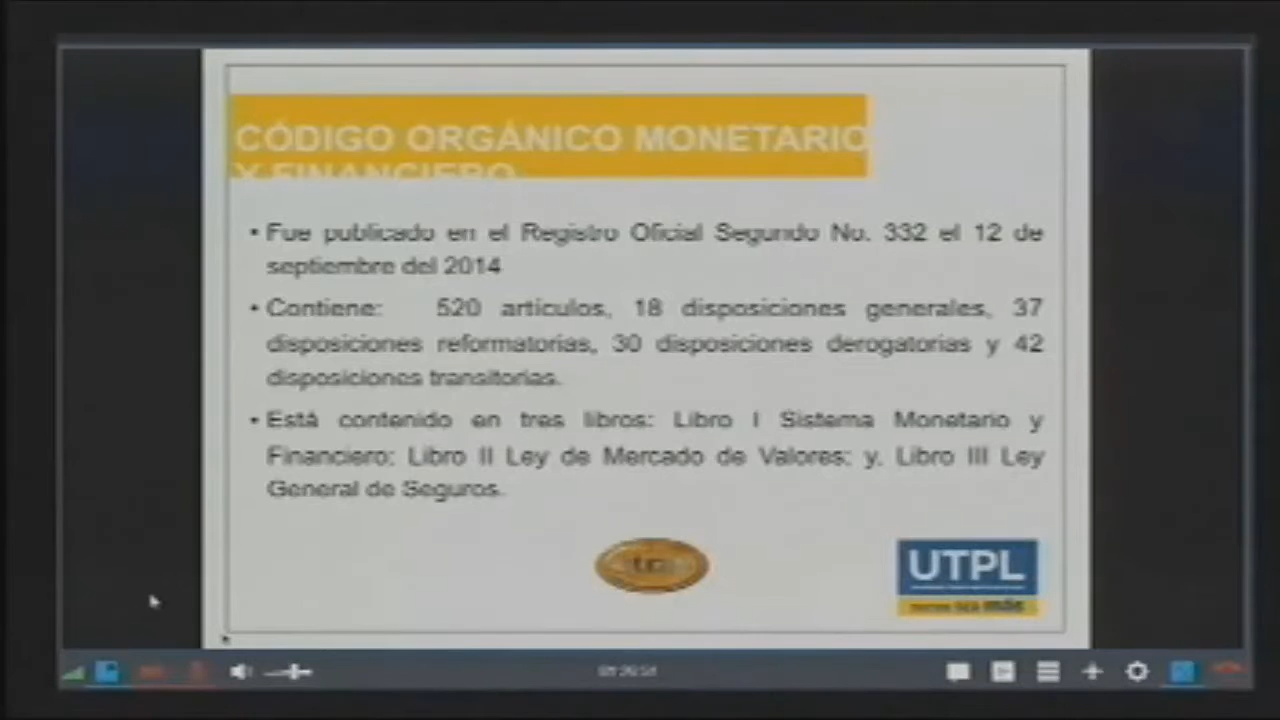 CÓDIGO ORGÁNICO MONETARIO
Y FINANCIERO
• Fue publicado en el Registro Oficial Segundo No. 332 el 12 de
septiembre del 2014
• Contiene: 520 artículos, 18 disposiciones generales, 37
disposiciones reformatorias, 30 disposiciones derogatorias y 42
disposiciones transitorias.
• Está contenido en tres libros: Libro I Sistema Monetario y
Financiero; Libro II Ley de Mercado de Valores; y, Libro III Ley
General de Seguros.
UTPL
más